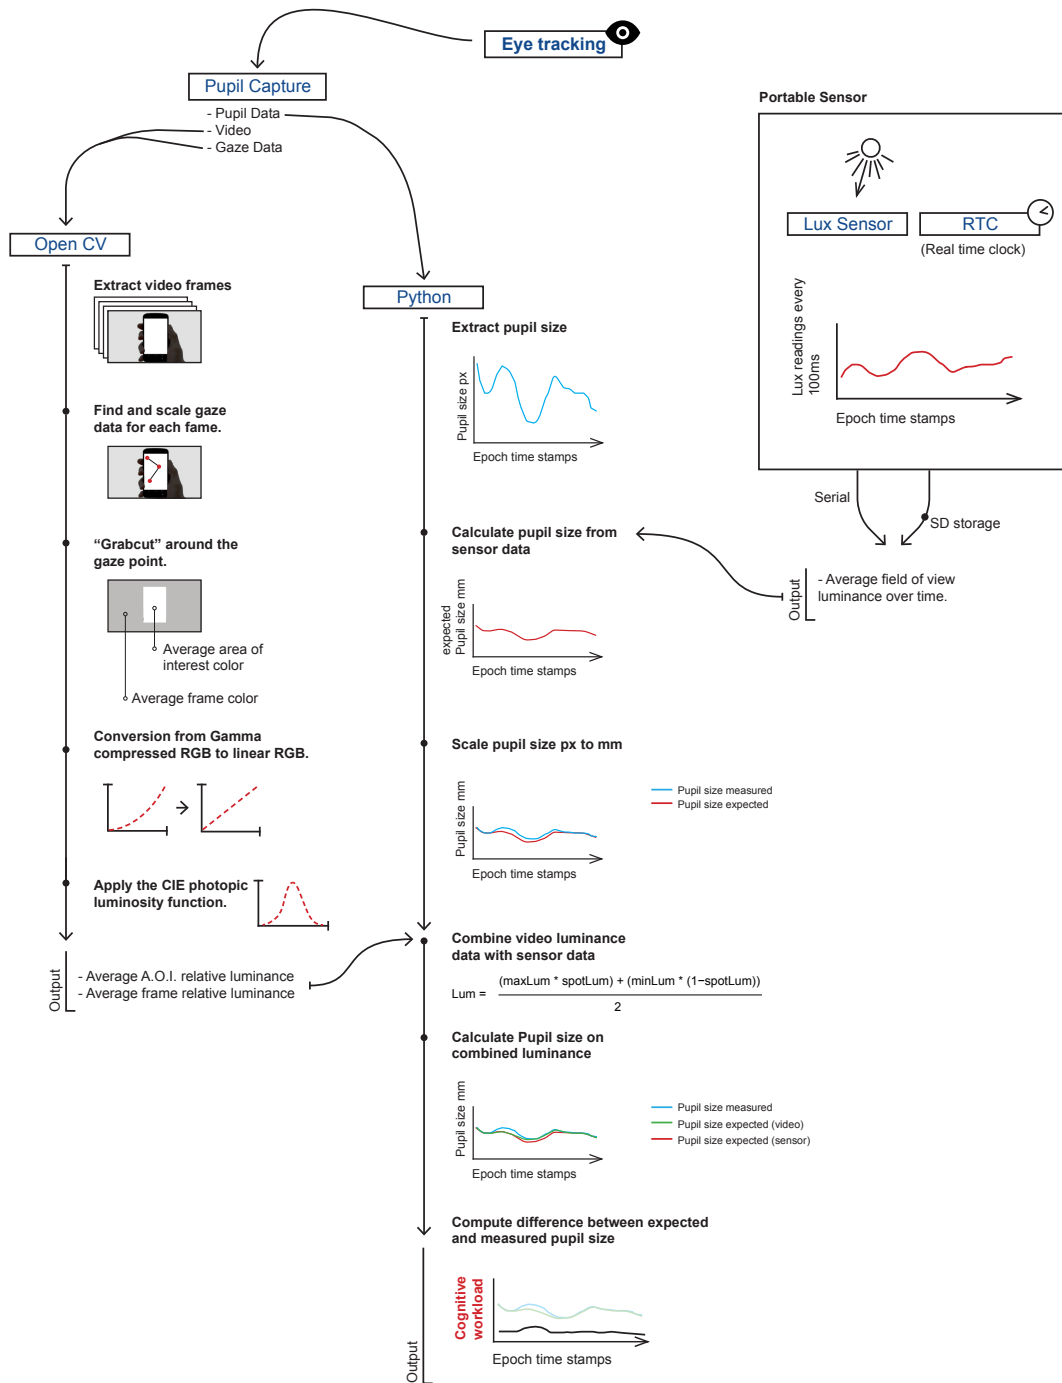 Eye tracking
Pupil Capture
- Pupil Data
- Video
- Gaze Data
Open CV
Extract video frames
Find and scale gaze
data for each fame.
“Grabcut” around the
gaze point.
Average area of
interest color
Average frame color
Conversion from Gamma
compressed RGB to linear RGB.
Apply the CIE photopic
luminosity function.
Output
- Average A.O.I. relative luminance
- Average frame relative luminance
Python
Extract pupil size
Pupil size px
Epoch time stamps
Calculate pupil size from
sensor data
expected
Pupil size mm
Epoch time stamps
Scale pupil size px to mm
Pupil size mm
Pupil size measured
Pupil size expected
Epoch time stamps
Combine video luminance
data with sensor data
Lum = (maxLum * spotLum) + (minLum * (1−spotLum))
2
Calculate Pupil size on
combined luminance
Pupil size mm
Pupil size measured
Pupil size expected (video)
Pupil size expected (sensor)
Epoch time stamps
Compute difference between expected
and measured pupil size
Cognitive
workload
Epoch time stamps
Output
Portable Sensor
Lux Sensor
RTC
(Real time clock)
Lux readings every
100ms
Epoch time stamps
Serial
SD storage
Output
- Average field of view
luminance over time.